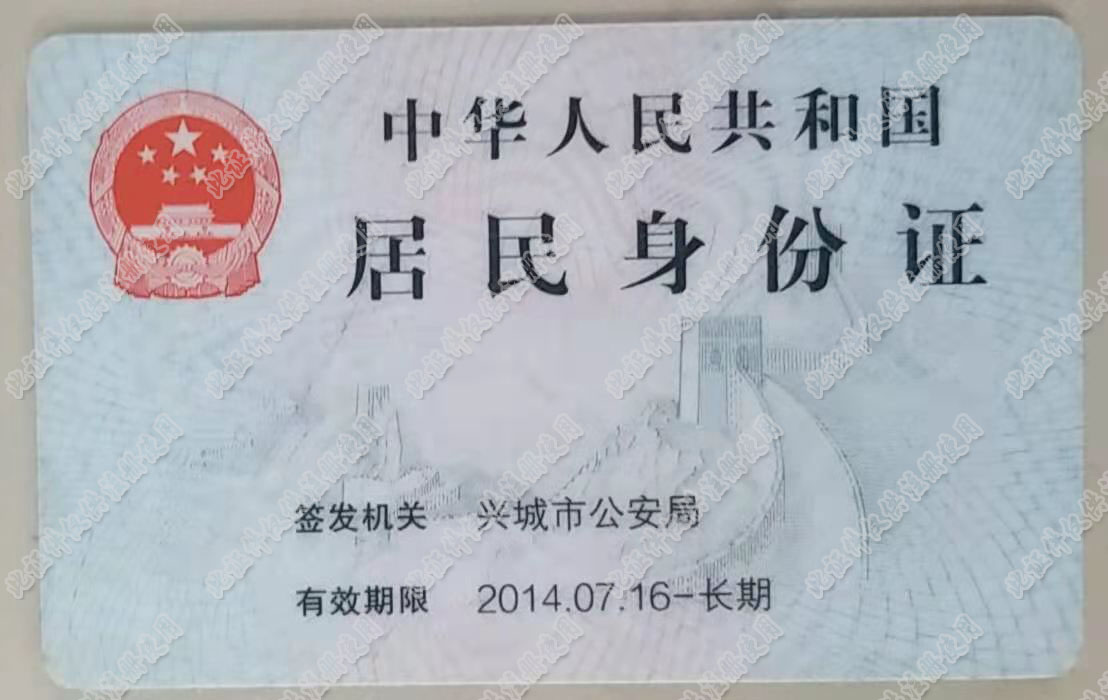 中华人民共和国
居民身份证
签发机关 兴城市公安局
有效期限 2014.07.16-长期